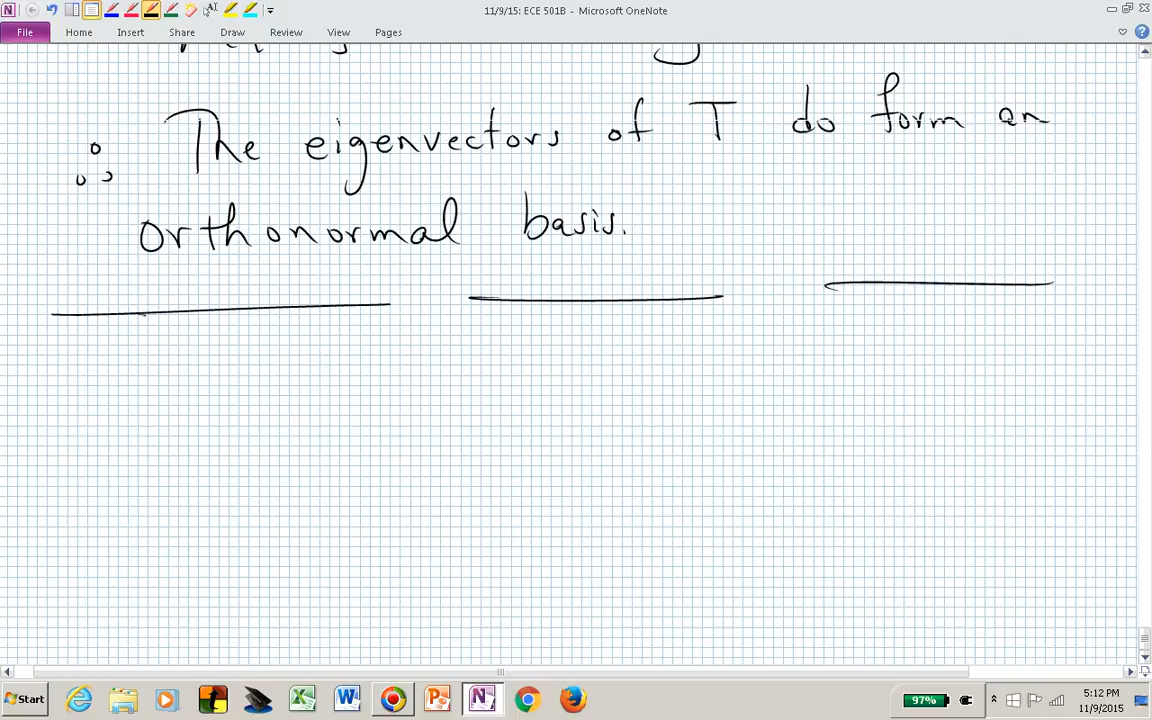 11/9/15: ECE 501B - Microsoft OneNote
File Home Insert Share Draw Review View Pages
∴ The eigenvectors of T do form an
orthonormal basis.
Start
97%
5:12 PM
11/9/2015